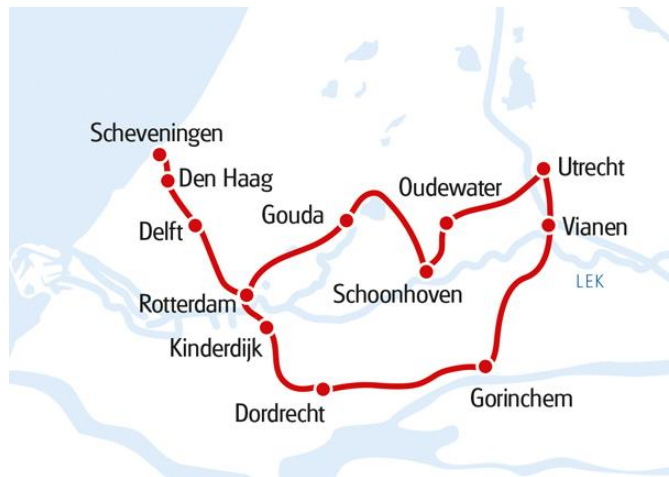 Scheveningen
Den Haag
Utrecht
Oudewater
Gouda
Vianen
Delft
LEK
Schoonhoven
Rotterdam
Kinderdijk
Gorinchem
Dordrecht